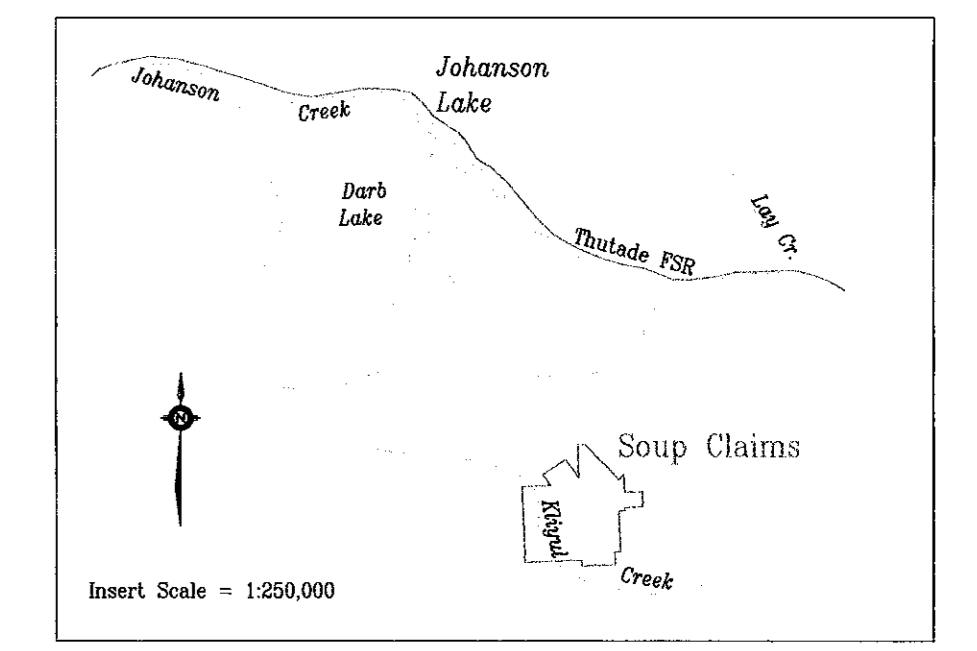 Johanson
Lake
Johanson
Creek
Darb
Lake
Lay Cr.
Thutade FSR
N
Soup Claims
Kliyul
Creek
Insert Scale = 1:250,000